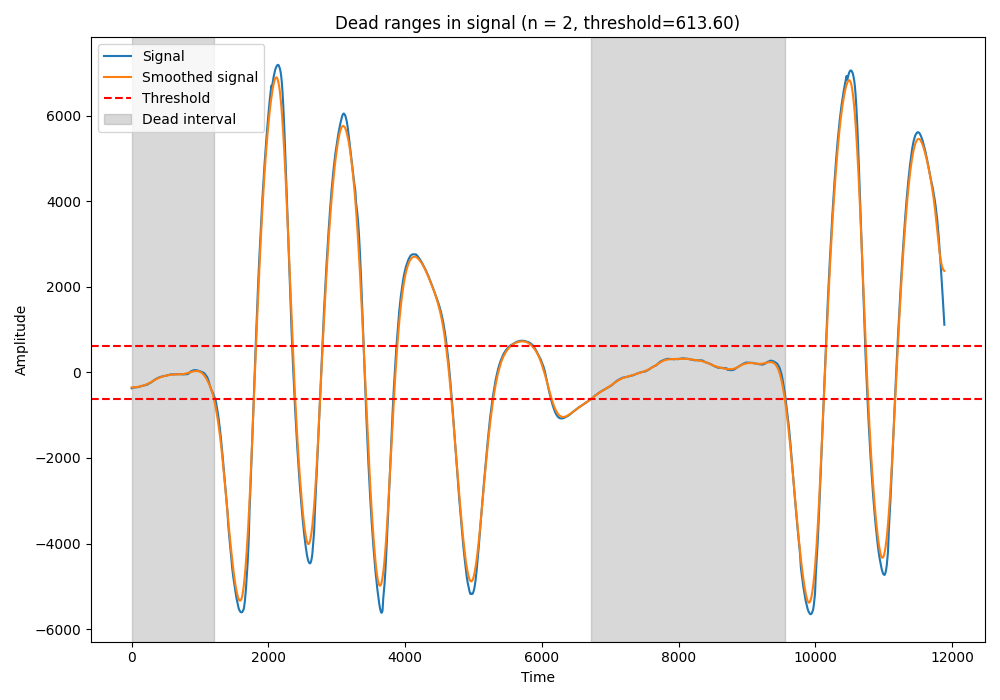 Dead ranges in signal (n = 2, threshold=613.60)
Signal
Smoothed signal
Threshold
Dead interval
Amplitude
6000
4000
2000
0
−2000
−4000
−6000
0 2000 4000 6000 8000 10000 12000
Time